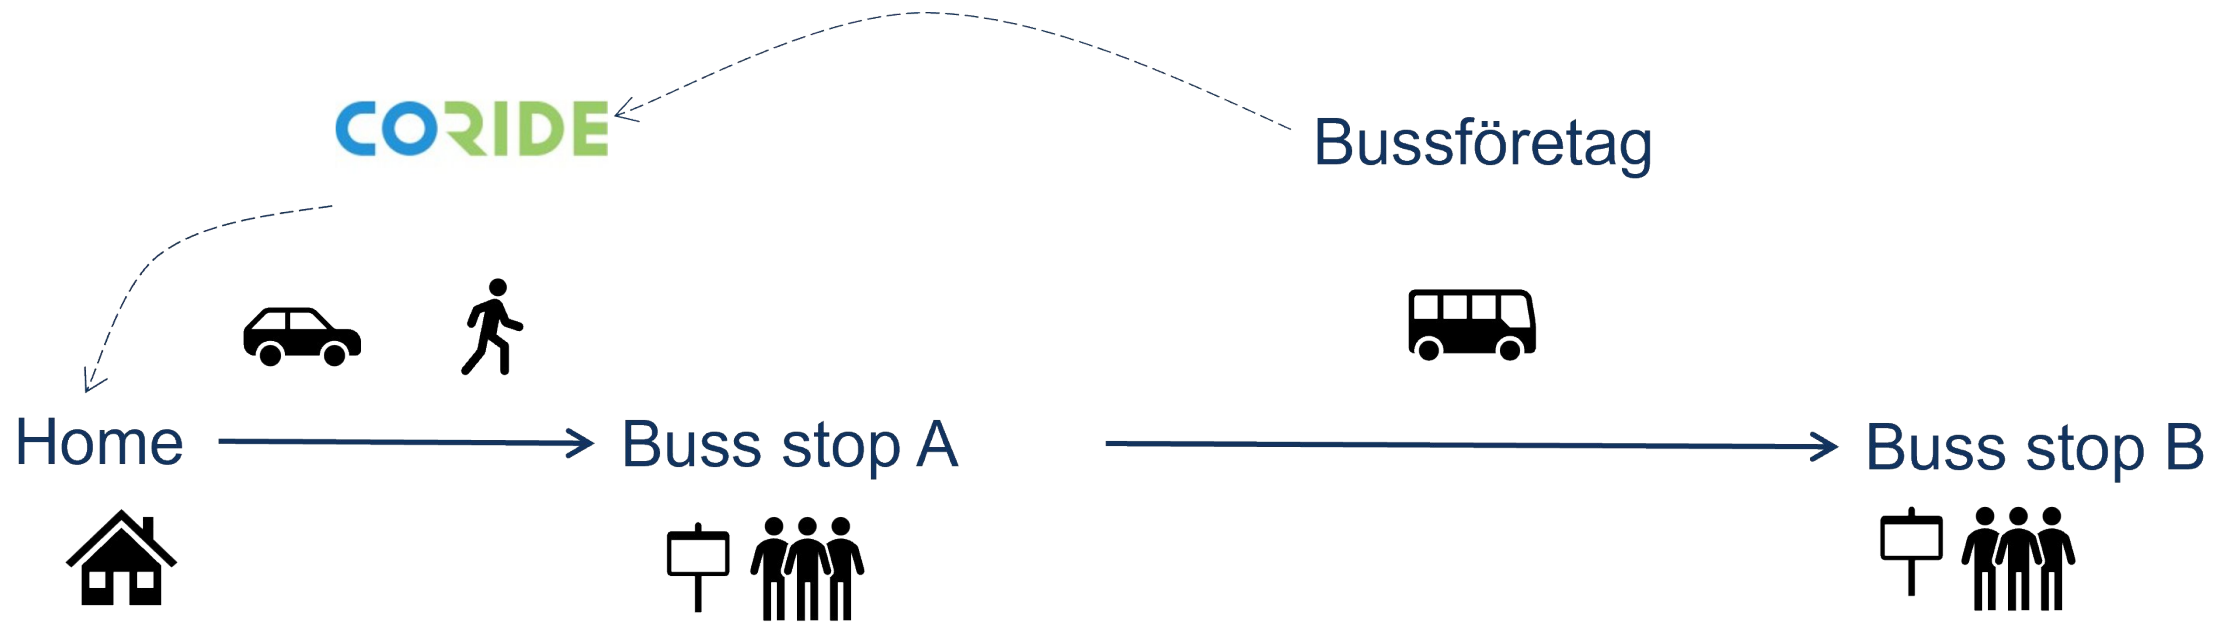 CORIDE
Bussföretag
Home
Buss stop A
Buss stop B